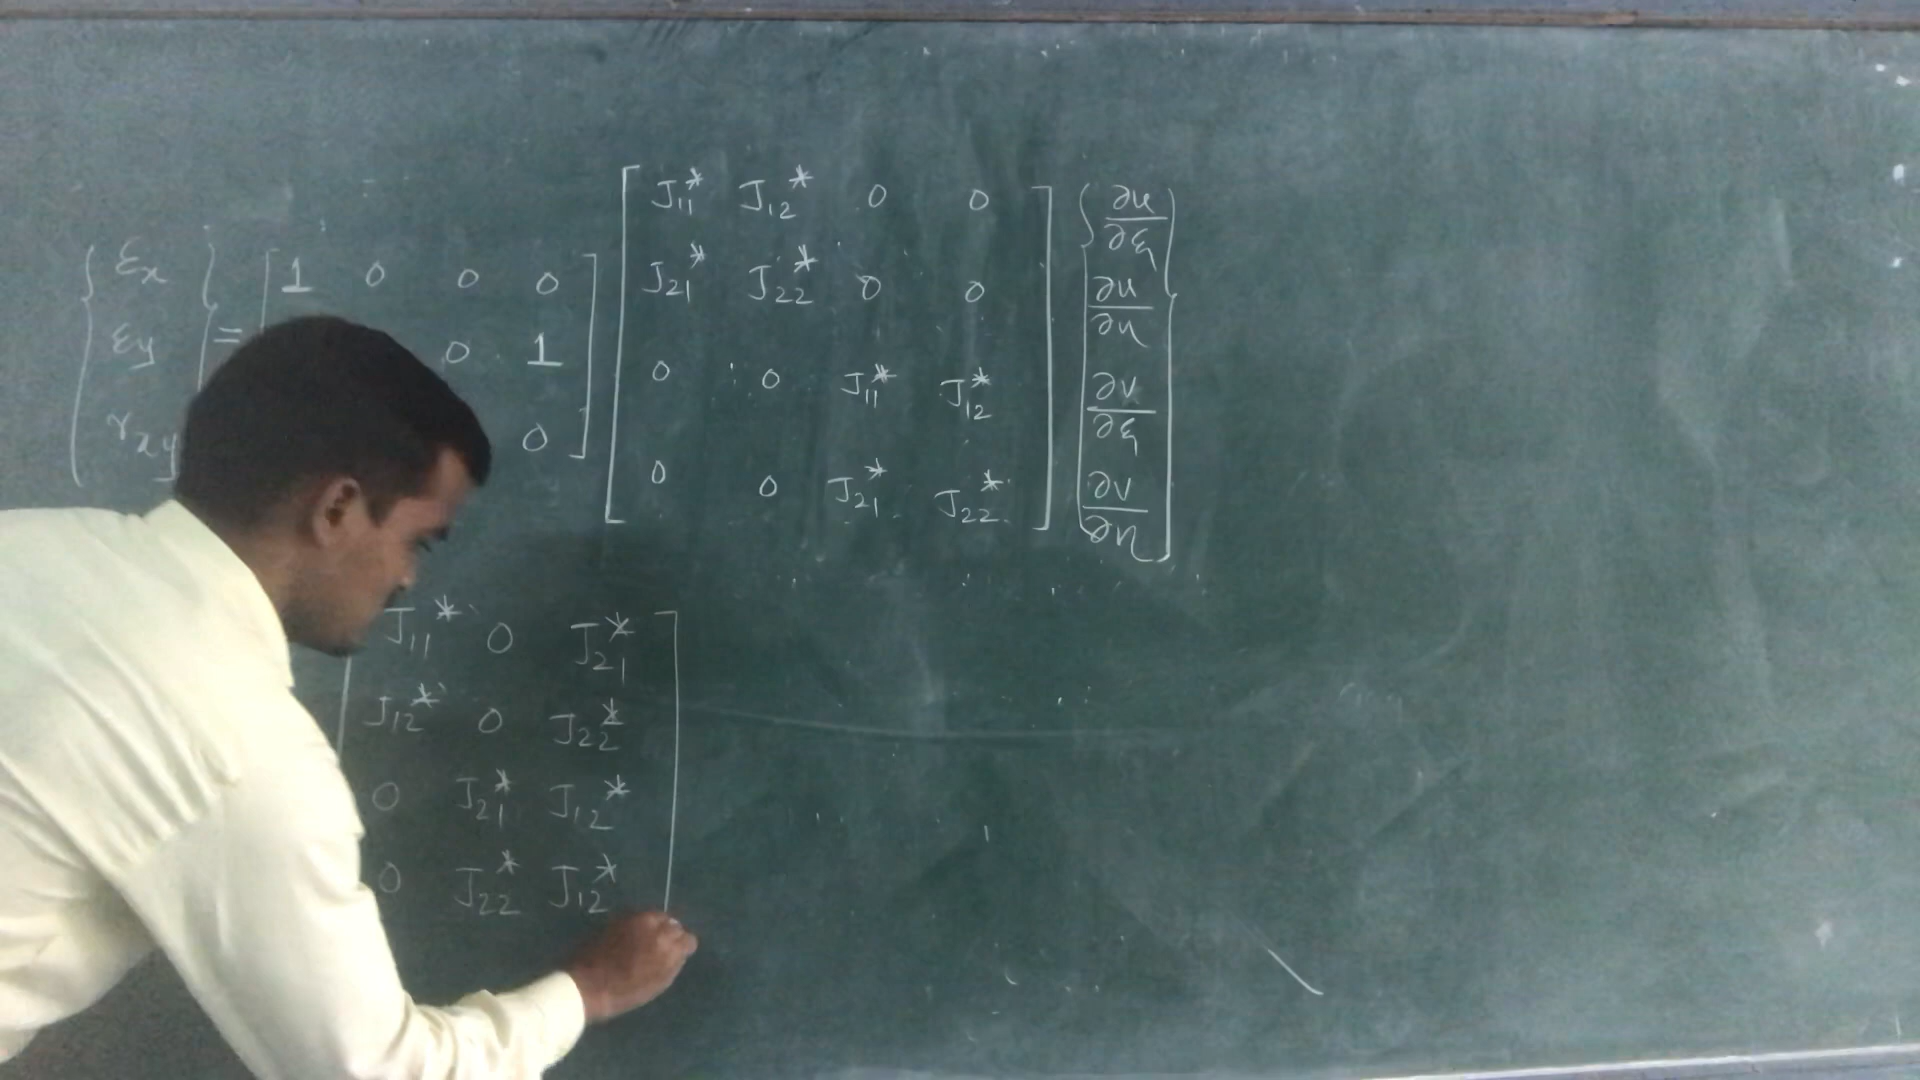 {εx} = [1 0 0 0] [J11* J12* 0 0] {∂u/∂ξ}
{εy} 0 1 [J21* J22* 0 0] {∂u/∂η}
{γxy 0] [0 0 J11* J12*] {∂v/∂ξ}
[0 0 J21* J22*] {∂v/∂η}
J11* 0 J21*
J12* 0 J22*
0 J21* J12*
0 J22* J12*